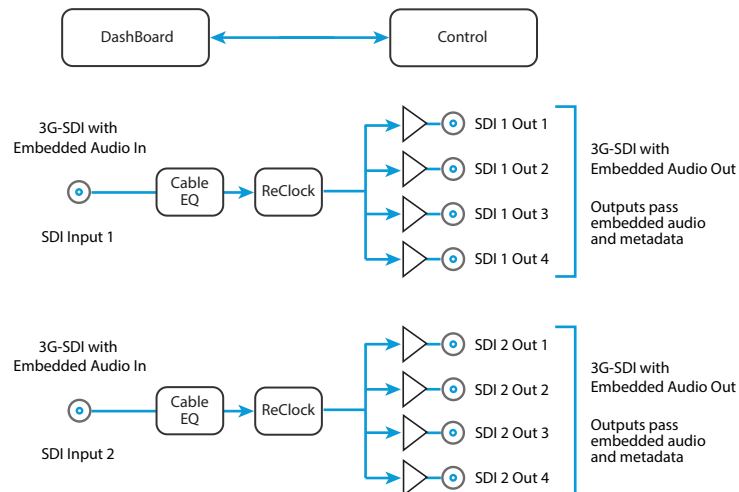 DashBoard
Control
3G-SDI with
Embedded Audio In
Cable
EQ
ReClock
SDI Input 1
SDI 1 Out 1
SDI 1 Out 2
SDI 1 Out 3
SDI 1 Out 4
3G-SDI with
Embedded Audio Out
Outputs pass
embedded audio
and metadata
3G-SDI with
Embedded Audio In
Cable
EQ
ReClock
SDI Input 2
SDI 2 Out 1
SDI 2 Out 2
SDI 2 Out 3
SDI 2 Out 4
3G-SDI with
Embedded Audio Out
Outputs pass
embedded audio
and metadata